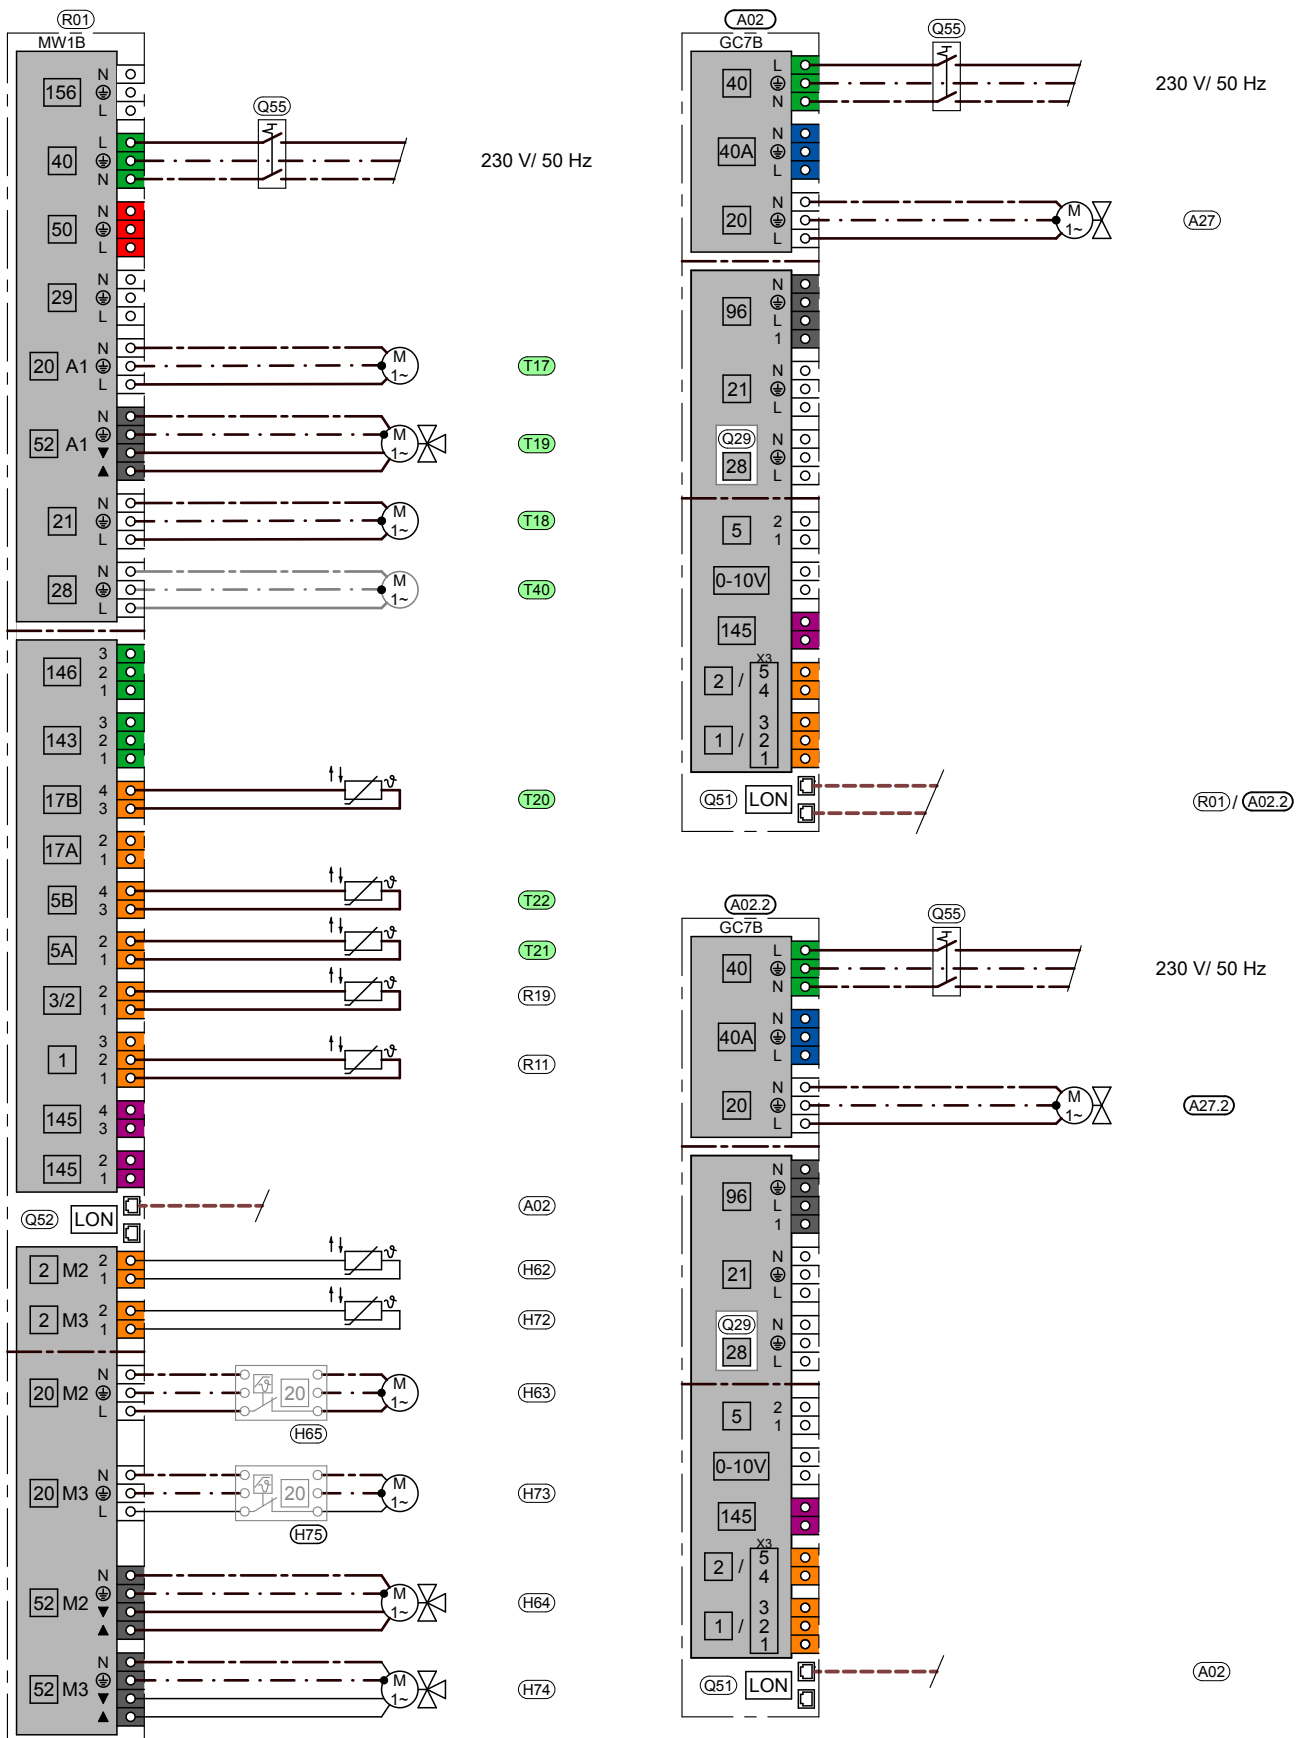 R01
MW1B
156 N
L
40 L
N
Q55
230 V/ 50 Hz
50 N
L
29 N
L
20 A1 N
L
M
1~
T17
52 A1 N
▼
▲
M
1~
T19
21 N
L
M
1~
T18
28 N
L
M
1~
T40
146 3
2
1
143 3
2
1
17B 4
3
ϑ
T20
17A 2
1
5B 4
3
ϑ
T22
5A 2
1
ϑ
T21
3/2 2
1
ϑ
R19
1 3
2
1
ϑ
R11
145 4
3
145 2
1
Q52 LON
A02
2 M2 2
1
ϑ
H62
2 M3 2
1
ϑ
H72
20 M2 N
L
ϑ 20
M
1~
H63
H65
20 M3 N
L
ϑ 20
M
1~
H73
H75
52 M2 N
▼
▲
M
1~
H64
52 M3 N
▼
▲
M
1~
H74
A02
GC7B
40 L
N
Q55
230 V/ 50 Hz
40A N
L
20 N
L
M
1~
A27
96 N
L
1
21 N
L
Q29
28 N
L
5 2
1
0-10V
145
X3
2 / 5
4
1 / 3
2
1
Q51 LON
R01 / A02.2
A02.2
GC7B
40 L
N
Q55
230 V/ 50 Hz
40A N
L
20 N
L
M
1~
A27.2
96 N
L
1
21 N
L
Q29
28 N
L
5 2
1
0-10V
145
X3
2 / 5
4
1 / 3
2
1
Q51 LON
A02